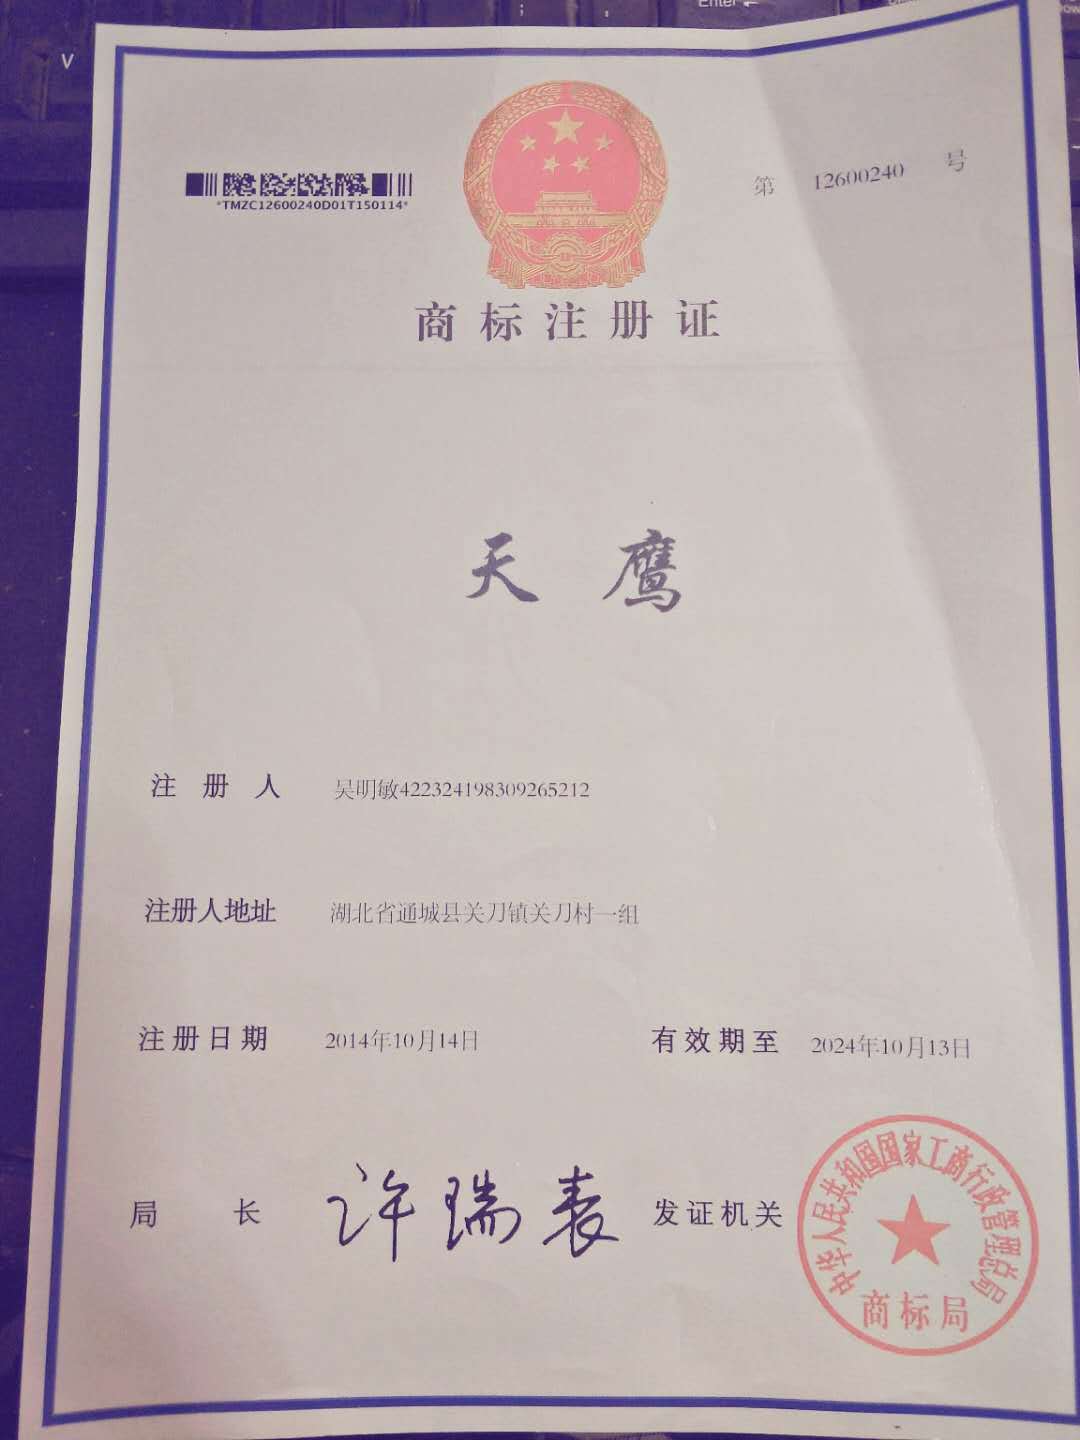 Enter
V
;
.
*TMZC12600240D01T150114*
第 12600240 号
商标注册证
天鹰
注册人 吴明敏422324198309265212
注册人地址 湖北省通城县关刀镇关刀村一组
注册日期 2014年10月14日 有效期至 2024年10月13日
局长 许瑞表 发证机关
中华人民共和国国家工商行政管理总局
商标局